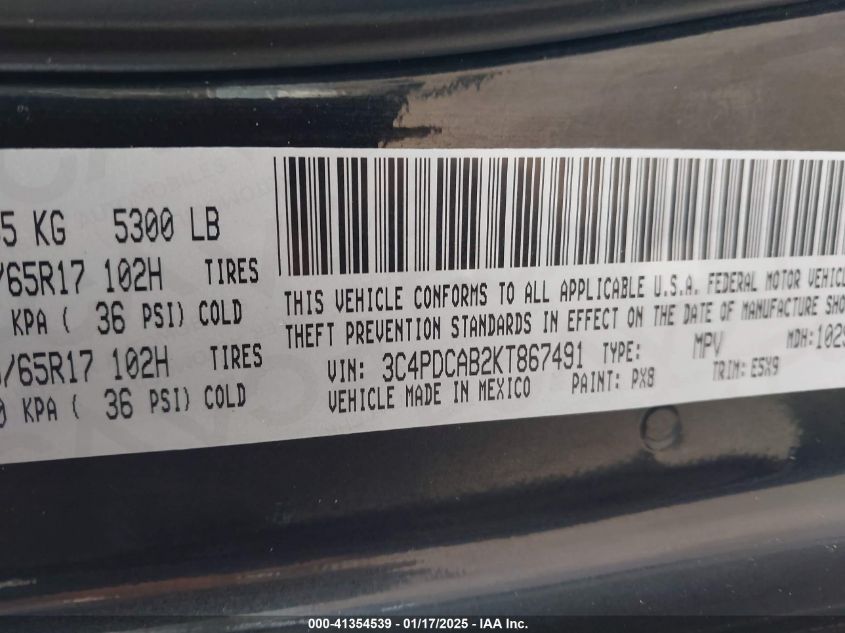 5 KG 5300 LB
/65R17 102H TIRES
KPA ( 36 PSI) COLD
/65R17 102H TIRES
0 KPA ( 36 PSI) COLD
THIS VEHICLE CONFORMS TO ALL APPLICABLE U.S.A. FEDERAL MOTOR VEHICL
THEFT PREVENTION STANDARDS IN EFFECT ON THE DATE OF MANUFACTURE SHO
VIN: 3C4PDCAB2KT867491 TYPE: MPV MDH: 102
VEHICLE MADE IN MEXICO PAINT: PX8 TRIM: E5X9
000-41354539 - 01/17/2025 - IAA Inc.